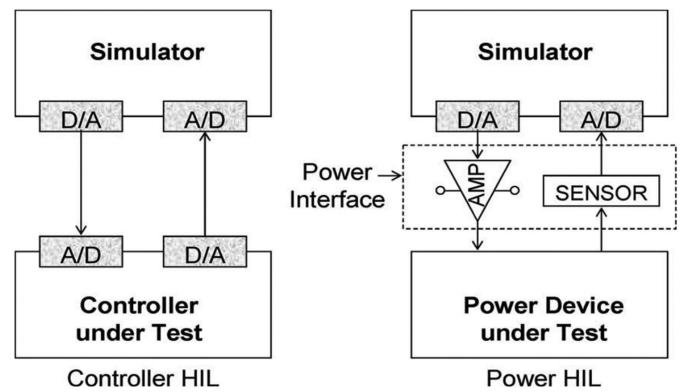 Simulator
D/A
A/D
A/D
D/A
Controller
under Test
Controller HIL
Simulator
D/A
A/D
Power
Interface
AMP
SENSOR
Power Device
under Test
Power HIL